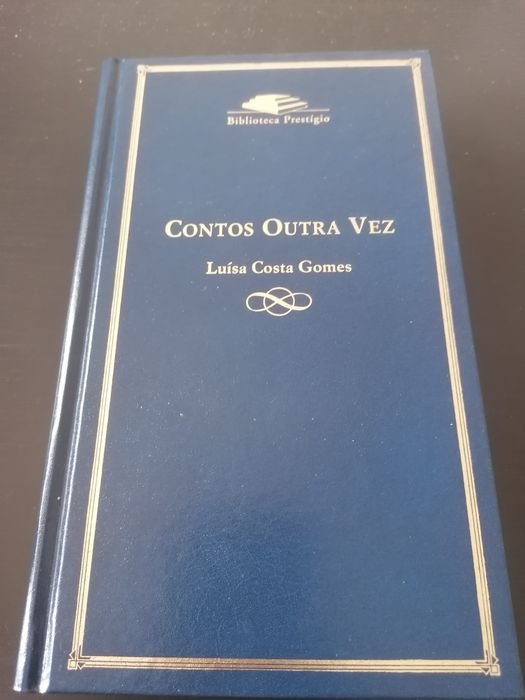 Biblioteca Prestígio
CONTOS OUTRA VEZ
Luísa Costa Gomes